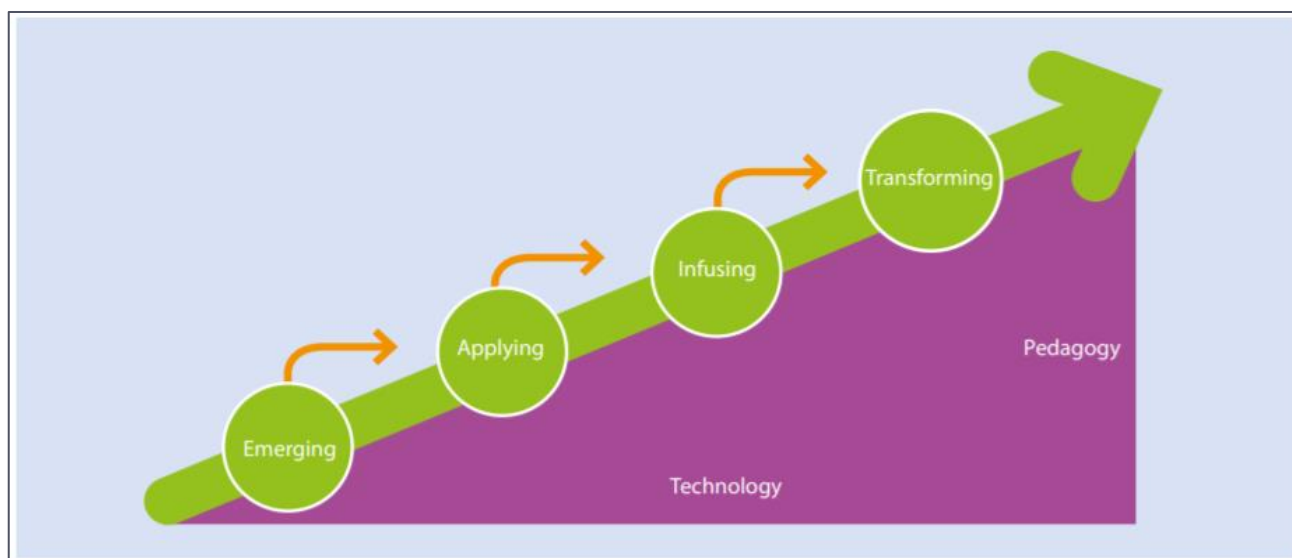 Transforming
Infusing
Applying
Pedagogy
Emerging
Technology